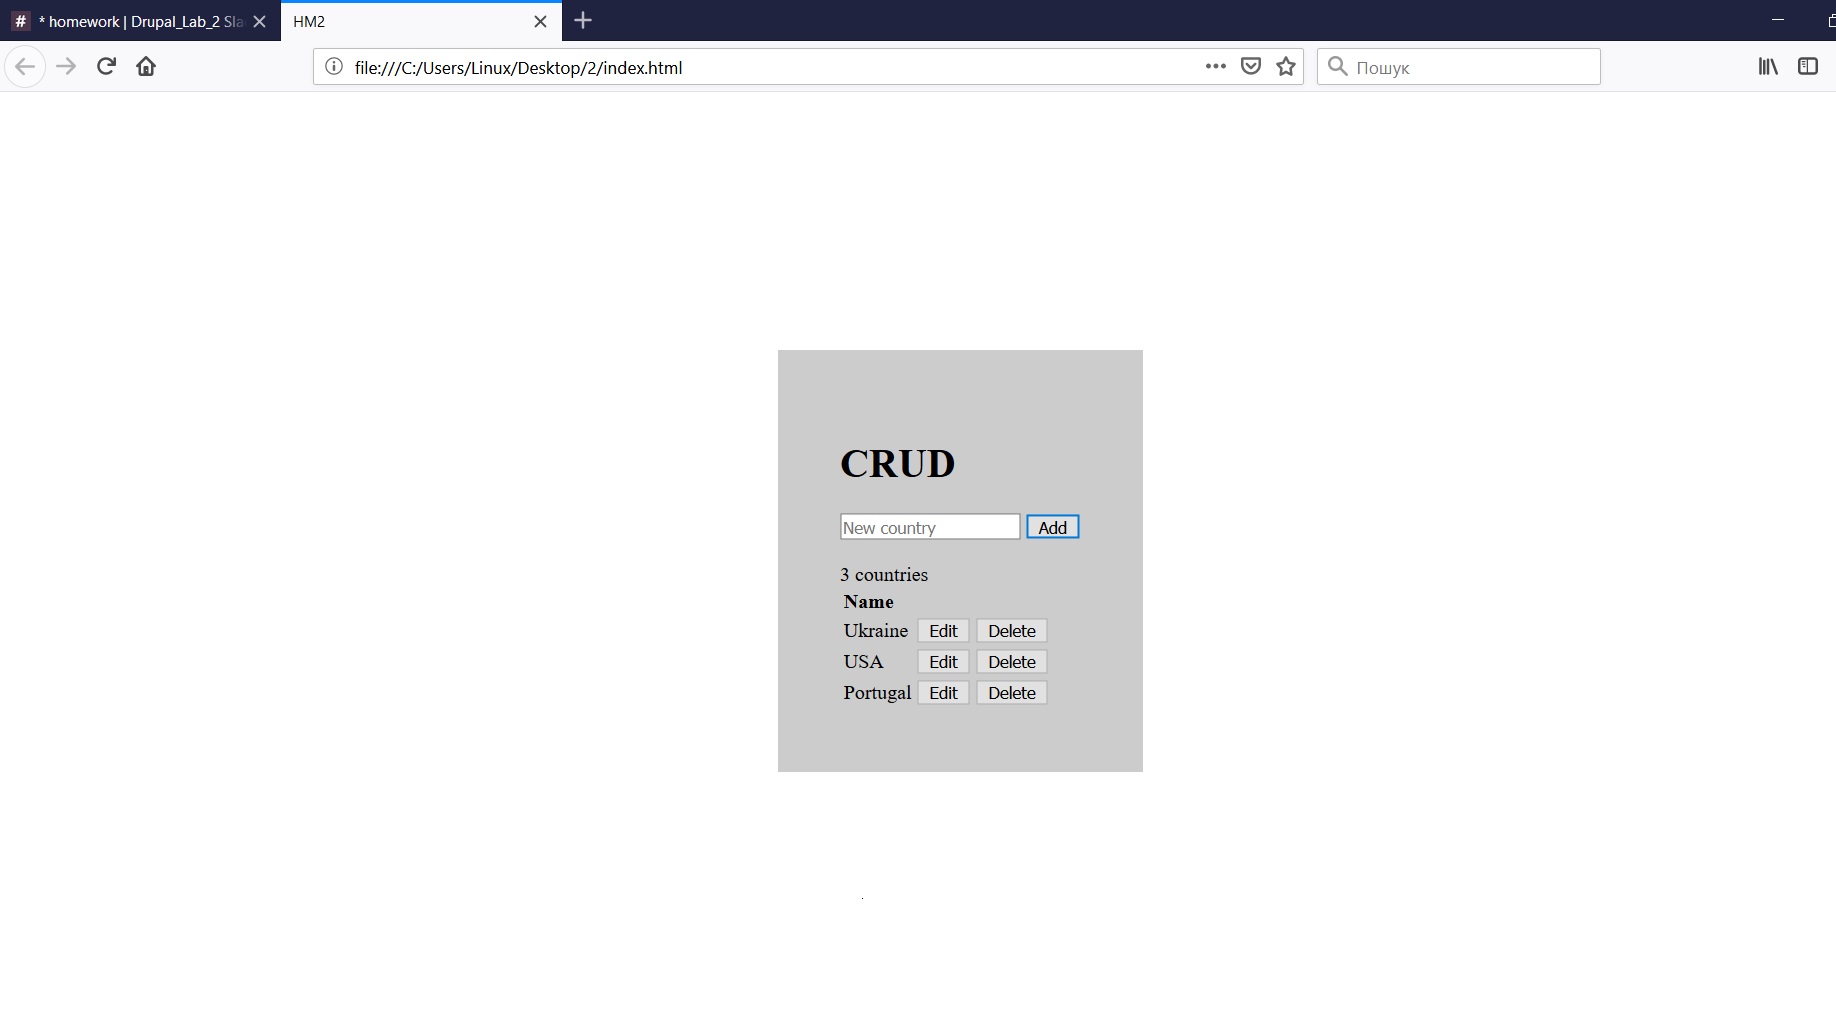 # * homework | Drupal_Lab_2 Sla
HM2
file:///C:/Users/Linux/Desktop/2/index.html
Пошук
CRUD
New country Add
3 countries
Name
Ukraine Edit Delete
USA Edit Delete
Portugal Edit Delete